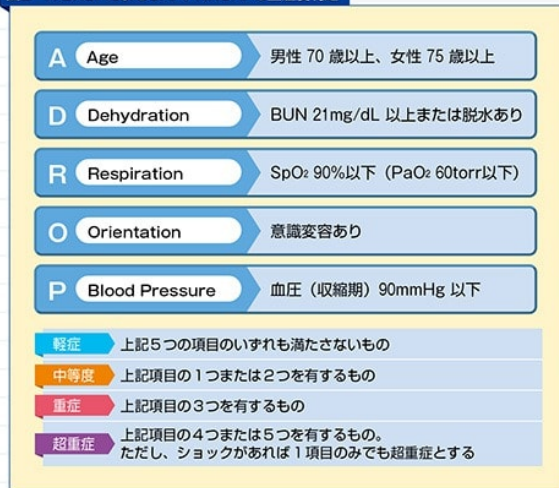 A Age 男性 70 歳以上、女性 75 歳以上
D Dehydration BUN 21mg/dL 以上または脱水あり
R Respiration SpO₂ 90%以下（PaO₂ 60torr以下）
O Orientation 意識変容あり
P Blood Pressure 血圧（収縮期）90mmHg 以下
軽症 上記５つの項目のいずれも満たさないもの
中等度 上記項目の１つまたは２つを有するもの
重症 上記項目の３つを有するもの
超重症 上記項目の４つまたは５つを有するもの。
ただし、ショックがあれば１項目のみでも超重症とする